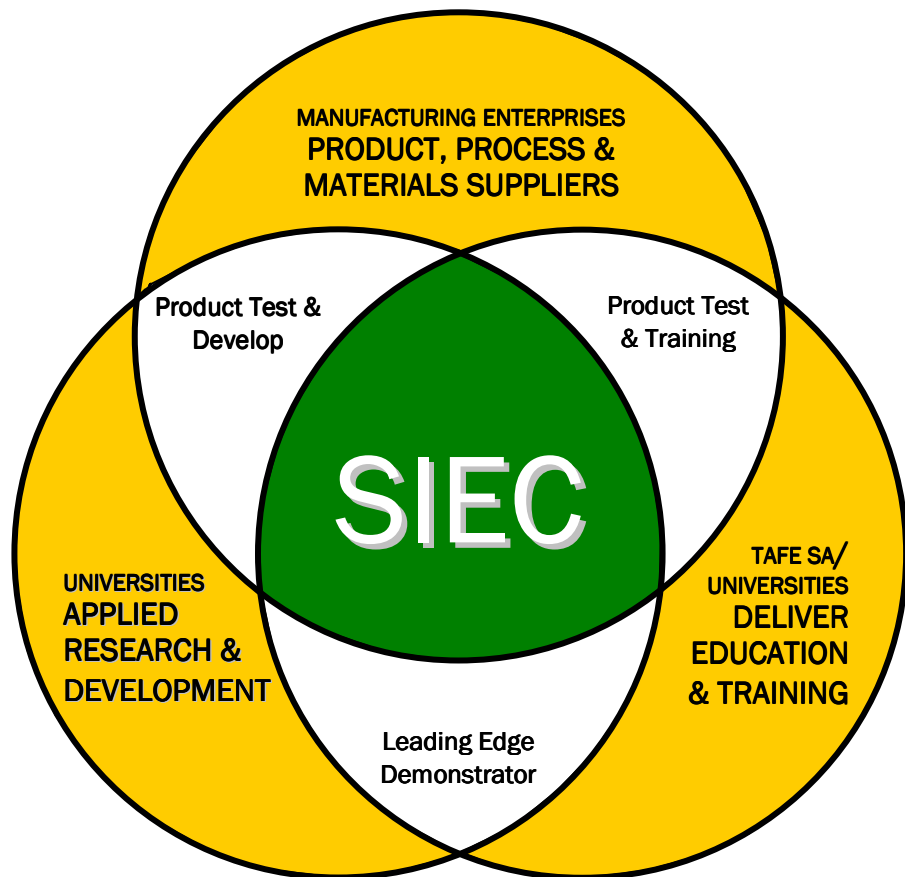 MANUFACTURING ENTERPRISES
PRODUCT, PROCESS &
MATERIALS SUPPLIERS
Product Test &
Develop
Product Test
& Training
SIEC
UNIVERSITIES
APPLIED
RESEARCH &
DEVELOPMENT
TAFE SA/
UNIVERSITIES
DELIVER
EDUCATION
& TRAINING
Leading Edge
Demonstrator